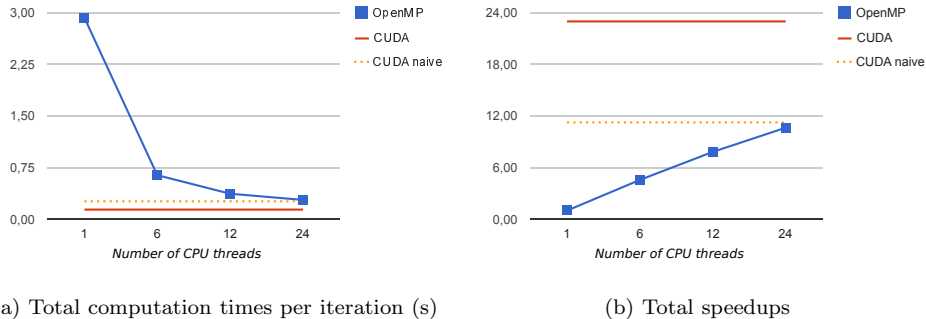 3,00
2,25
1,50
0,75
0,00
1 6 12 24
Number of CPU threads
OpenMP
CUDA
CUDA naive
a) Total computation times per iteration (s)
24,00
18,00
12,00
6,00
0,00
1 6 12 24
Number of CPU threads
OpenMP
CUDA
CUDA naive
(b) Total speedups